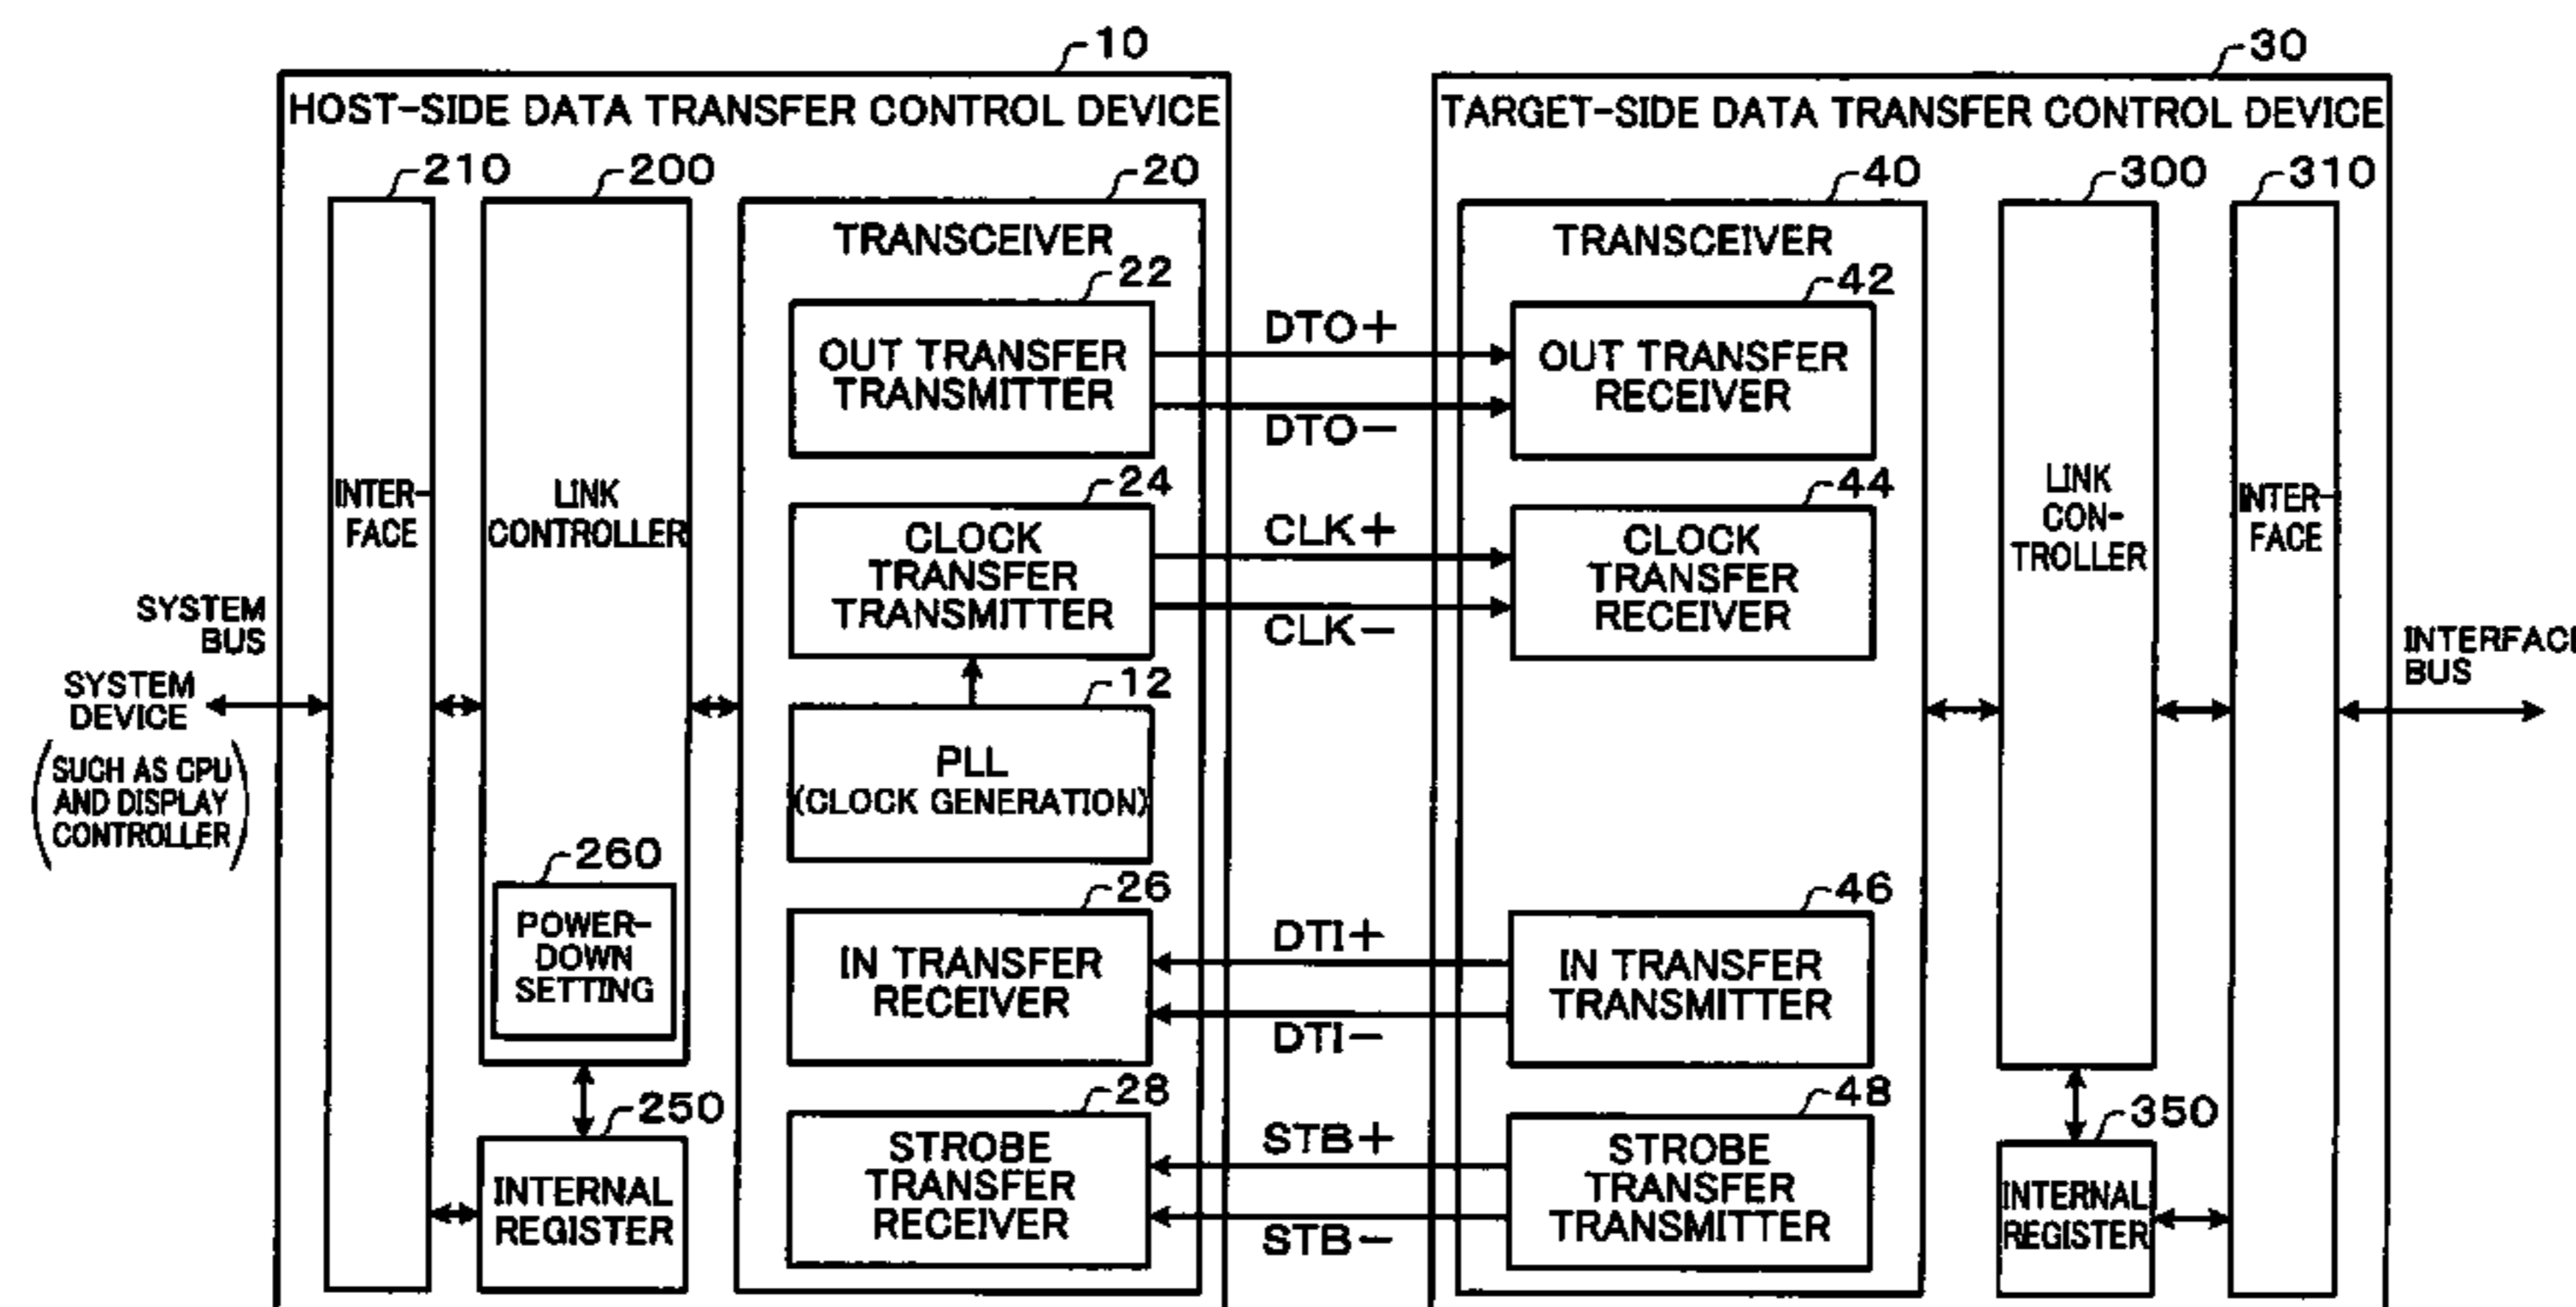 10
30
HOST-SIDE DATA TRANSFER CONTROL DEVICE
TARGET-SIDE DATA TRANSFER CONTROL DEVICE
210
200
20
40
300
310
TRANSCEIVER
TRANSCEIVER
22
42
OUT TRANSFER
TRANSMITTER
DTO+
DTO-
OUT TRANSFER
RECEIVER
INTER-
FACE
LINK
CONTROLLER
24
44
CLOCK
TRANSFER
TRANSMITTER
CLK+
CLK-
CLOCK
TRANSFER
RECEIVER
LINK
CON-
TROLLER
INTER-
FACE
SYSTEM
BUS
SYSTEM
DEVICE
(SUCH AS CPU
AND DISPLAY
CONTROLLER)
INTERFACE
BUS
12
PLL
(CLOCK GENERATION)
260
POWER-
DOWN
SETTING
26
46
IN TRANSFER
RECEIVER
DTI+
DTI-
IN TRANSFER
TRANSMITTER
250
INTERNAL
REGISTER
28
48
STROBE
TRANSFER
RECEIVER
STB+
STB-
STROBE
TRANSFER
TRANSMITTER
350
INTERNAL
REGISTER